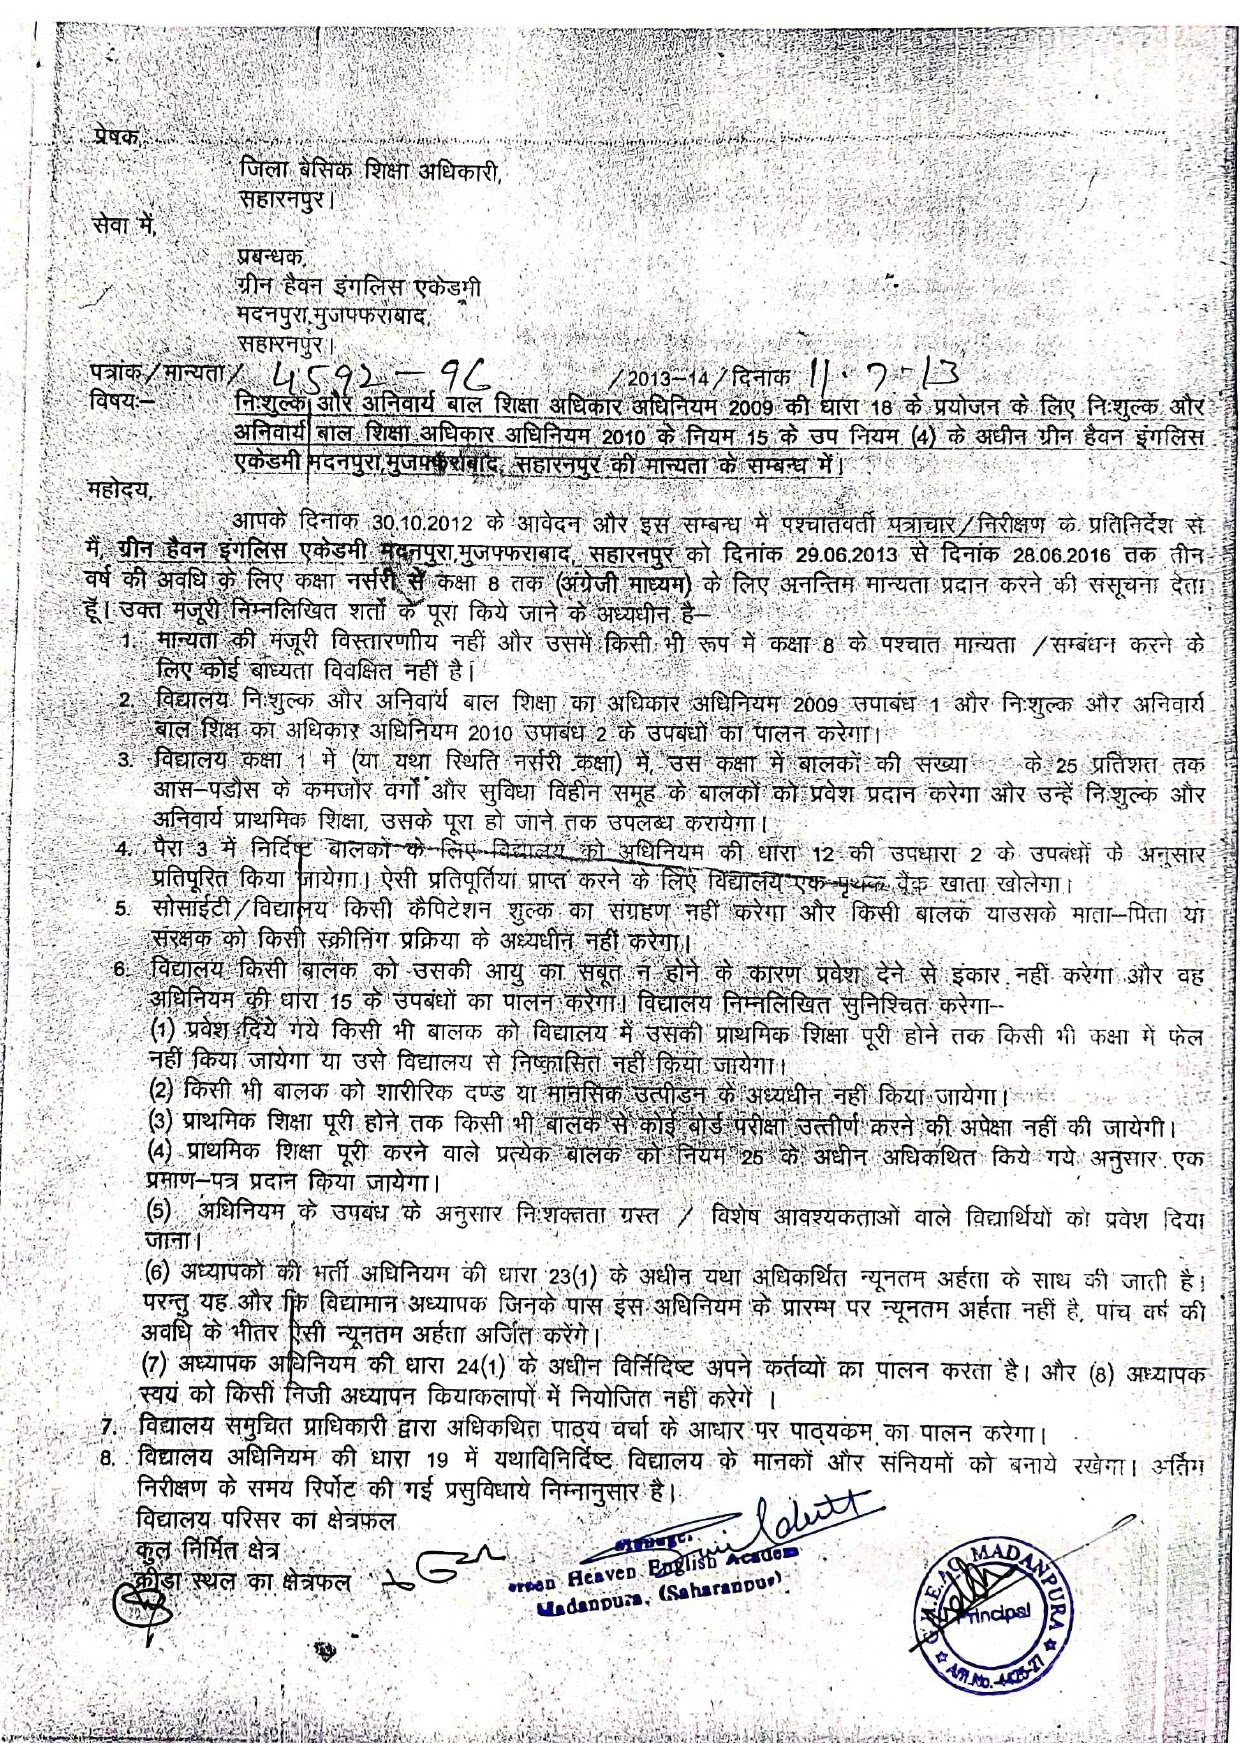 प्रेषक,
जिला बेसिक शिक्षा अधिकारी,
सहारनपुर।
सेवा में,
प्रबन्धक,
ग्रीन हैवन इंगलिस एकेडमी
मदनपुरा,मुजफ्फराबाद,
सहारनपुर।
पत्रांक/मान्यता/ 4592-96 /2013-14/दिनांक 11-7-13
विषयः- निःशुल्क और अनिवार्य बाल शिक्षा अधिकार अधिनियम 2009 की धारा 18 के प्रयोजन के लिए निःशुल्क और
अनिवार्य बाल शिक्षा अधिकार अधिनियम 2010 के नियम 15 के उप नियम (4) के अधीन ग्रीन हैवन इंगलिस
एकेडमी मदनपुरा,मुजफ्फराबाद, सहारनपुर की मान्यता के सम्बन्ध में।
महोदय,
आपके दिनांक 30.10.2012 के आवेदन और इस सम्बन्ध में पश्चातवर्ती पत्राचार/निरीक्षण के प्रतिनिर्देश से
मैं, ग्रीन हैवन इंगलिस एकेडमी मदनपुरा,मुजफ्फराबाद, सहारनपुर को दिनांक 29.06.2013 से दिनांक 28.06.2016 तक तीन
वर्ष की अवधि के लिए कक्षा नर्सरी से कक्षा 8 तक (अंग्रेजी माध्यम) के लिए अनन्तिम मान्यता प्रदान करने की संसूचना देता
हूँ। उक्त मंजूरी निम्नलिखित शर्तो के पूरा किये जाने के अध्यधीन है–
1. मान्यता की मंजूरी विस्तारणीय नहीं और उसमें किसी भी रूप में कक्षा 8 के पश्चात मान्यता /सम्बंधन करने के
लिए कोई बाध्यता विवक्षित नहीं है।
2. विद्यालय निःशुल्क और अनिवार्य बाल शिक्षा का अधिकार अधिनियम 2009 उपाबंध 1 और निःशुल्क और अनिवार्य
बाल शिक्ष का अधिकार अधिनियम 2010 उपाबंध 2 के उपबंधों का पालन करेगा।
3. विद्यालय कक्षा 1 में (या यथा स्थिति नर्सरी कक्षा) में, उस कक्षा में बालकों की संख्या के 25 प्रतिशत तक
आस–पडौस के कमजोर वर्गो और सुविधा विहीन समूह के बालकों को प्रवेश प्रदान करेगा और उन्हें निःशुल्क और
अनिवार्य प्राथमिक शिक्षा, उसके पूरा हो जाने तक उपलब्ध करायेगा।
4. पैरा 3 में निर्दिष्ट बालकों के लिए विद्यालय को अधिनियम की धारा 12 की उपधारा 2 के उपबंधों के अनुसार
प्रतिपूरित किया जायेगा। ऐसी प्रतिपूर्तियां प्राप्त करने के लिए विद्यालय एक पृथक बैंक खाता खोलेगा।
5. सोसाईटी/विद्यालय किसी कैपिटेशन शुल्क का संग्रहण नहीं करेगा और किसी बालक याउसके माता–पिता या
संरक्षक को किसी स्क्रीनिंग प्रक्रिया के अध्यधीन नहीं करेगा।
6. विद्यालय किसी बालक को उसकी आयु का सबूत न होने के कारण प्रवेश देने से इंकार नहीं करेगा और वह
अधिनियम की धारा 15 के उपबंधों का पालन करेगा। विद्यालय निम्नलिखित सुनिश्चित करेगा–
(1) प्रवेश दिये गये किसी भी बालक को विद्यालय में उसकी प्राथमिक शिक्षा पूरी होने तक किसी भी कक्षा में फेल
नहीं किया जायेगा या उसे विद्यालय से निष्कासित नहीं किया जायेगा।
(2) किसी भी बालक को शारीरिक दण्ड या मानसिक उत्पीडन के अध्यधीन नहीं किया जायेगा।
(3) प्राथमिक शिक्षा पूरी होने तक किसी भी बालक से कोई बोर्ड परीक्षा उत्तीर्ण करने की अपेक्षा नहीं की जायेगी।
(4) प्राथमिक शिक्षा पूरी करने वाले प्रत्येक बालक को नियम 25 के अधीन अधिकथित किये गये अनुसार एक
प्रमाण–पत्र प्रदान किया जायेगा।
(5) अधिनियम के उपबंध के अनुसार निःशक्तता ग्रस्त / विशेष आवश्यकताओं वाले विद्यार्थियों को प्रवेश दिया
जाना।
(6) अध्यापकों की भर्ती अधिनियम की धारा 23(1) के अधीन यथा अधिकथित न्यूनतम अर्हता के साथ की जाती है।
परन्तु यह और कि विद्यामान अध्यापक जिनके पास इस अधिनियम के प्रारम्भ पर न्यूनतम अर्हता नहीं है, पांच वर्ष की
अवधि के भीतर ऐसी न्यूनतम अर्हता अर्जित करेंगे।
(7) अध्यापक अधिनियम की धारा 24(1) के अधीन विर्निदिष्ट अपने कर्तव्यों का पालन करता है। और (8) अध्यापक
स्वयं को किसी निजी अध्यापन कियाकलापों में नियोजित नहीं करेगें ।
7. विद्यालय समुचित प्राधिकारी द्वारा अधिकथित पाठ्य चर्चा के आधार पर पाठ्यकम का पालन करेगा।
8. विद्यालय अधिनियम की धारा 19 में यथाविनिर्दिष्ट विद्यालय के मानकों और संनियमों को बनाये रखेगा। अतिंम
निरीक्षण के समय रिर्पोट की गई प्रसुविधाये निम्नानुसार है।
विद्यालय परिसर का क्षेत्रफल
कुल निर्मित क्षेत्र
क्रीडा स्थल का क्षेत्रफल
Heaven English Academ
Madanpura, (Saharanpur)
G.H.E.A. MADANPURA
Principal
Aff. No.-4425-27